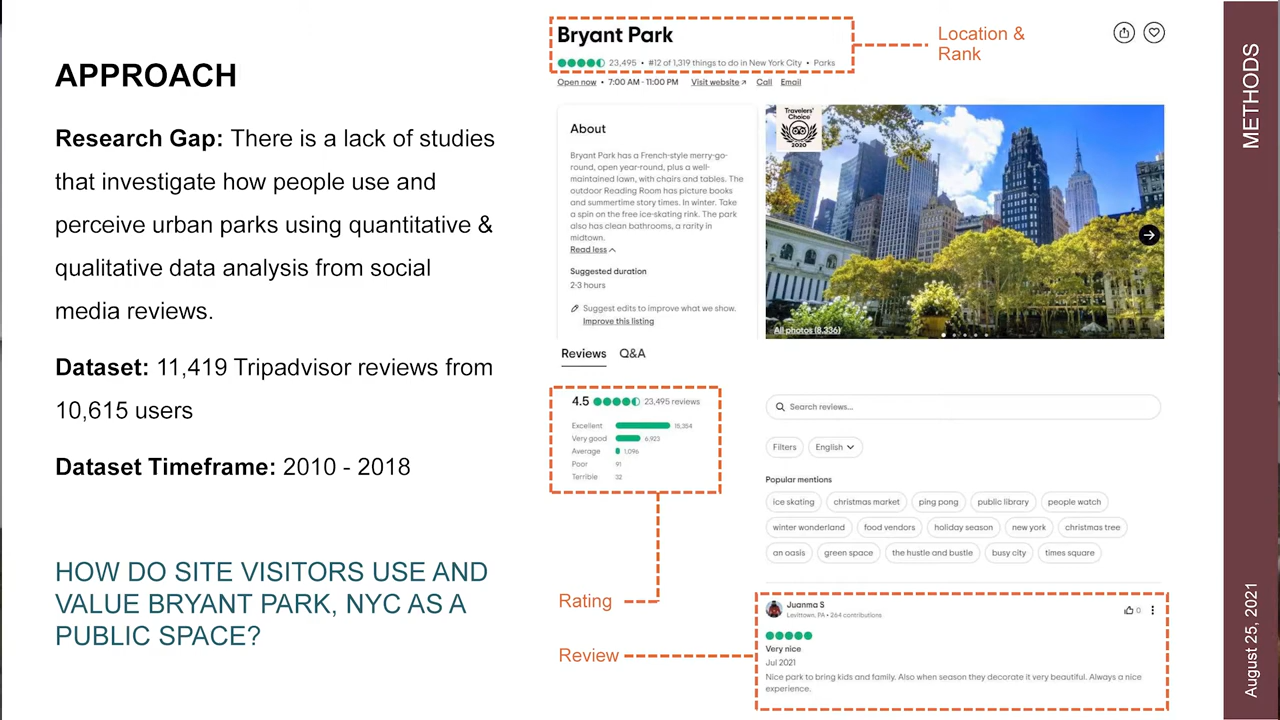 APPROACH
Research Gap: There is a lack of studies
that investigate how people use and
perceive urban parks using quantitative &
qualitative data analysis from social
media reviews.
Dataset: 11,419 Tripadvisor reviews from
10,615 users
Dataset Timeframe: 2010 - 2018
HOW DO SITE VISITORS USE AND
VALUE BRYANT PARK, NYC AS A
PUBLIC SPACE?
Bryant Park
23,495 • #12 of 1,319 things to do in New York City • Parks
Open now • 7:00 AM - 11:00 PM Visit website Call Email
Location &
Rank
About
Bryant Park has a French-style merry-go-
round, open year-round, plus a well-
maintained lawn, with chairs and tables. The
outdoor Reading Room has picture books
and summertime story times. In winter. Take
a spin on the free ice-skating rink. The park
also has clean bathrooms, a rarity in
midtown.
Read less
Suggested duration
2-3 hours
Suggest edits to improve what we show.
Improve this listing
Travelers'
Choice
2020
All photos (8,336)
Reviews Q&A
4.5 23,495 reviews
Excellent 15,354
Very good 6,923
Average 1,096
Poor 91
Terrible 32
Rating
Review
Search reviews...
Filters English
Popular mentions
ice skating christmas market ping pong public library people watch
winter wonderland food vendors holiday season new york christmas tree
an oasis green space the hustle and bustle busy city times square
Juanma S
Levittown, PA • 264 contributions
0
Very nice
Jul 2021
Nice park to bring kids and family. Also when season they decorate it very beautiful. Always a nice
experience.
METHODS
August 25, 2021